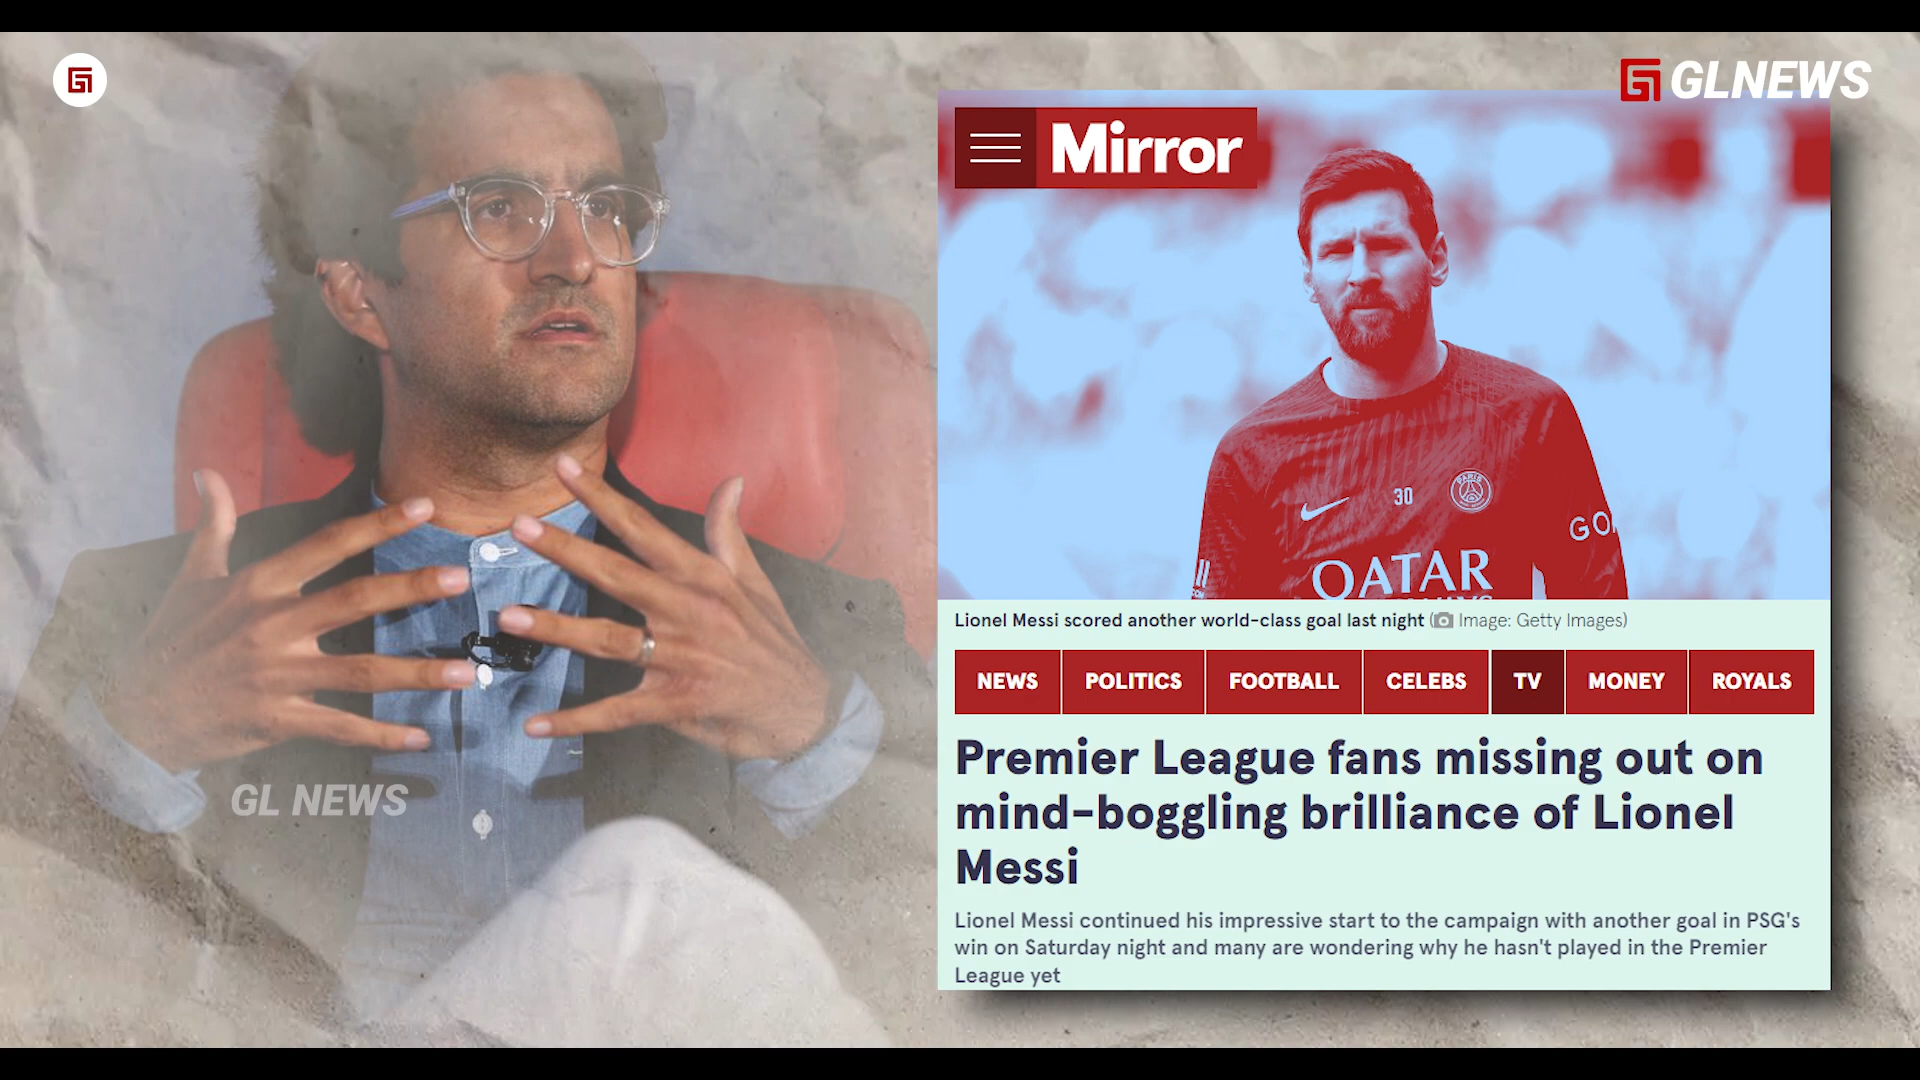 GLNEWS
Mirror
30
PARIS
GO
QATAR
Lionel Messi scored another world-class goal last night (Image: Getty Images)
NEWS POLITICS FOOTBALL CELEBS TV MONEY ROYALS
Premier League fans missing out on
mind-boggling brilliance of Lionel
Messi
Lionel Messi continued his impressive start to the campaign with another goal in PSG's
win on Saturday night and many are wondering why he hasn't played in the Premier
League yet
GL NEWS